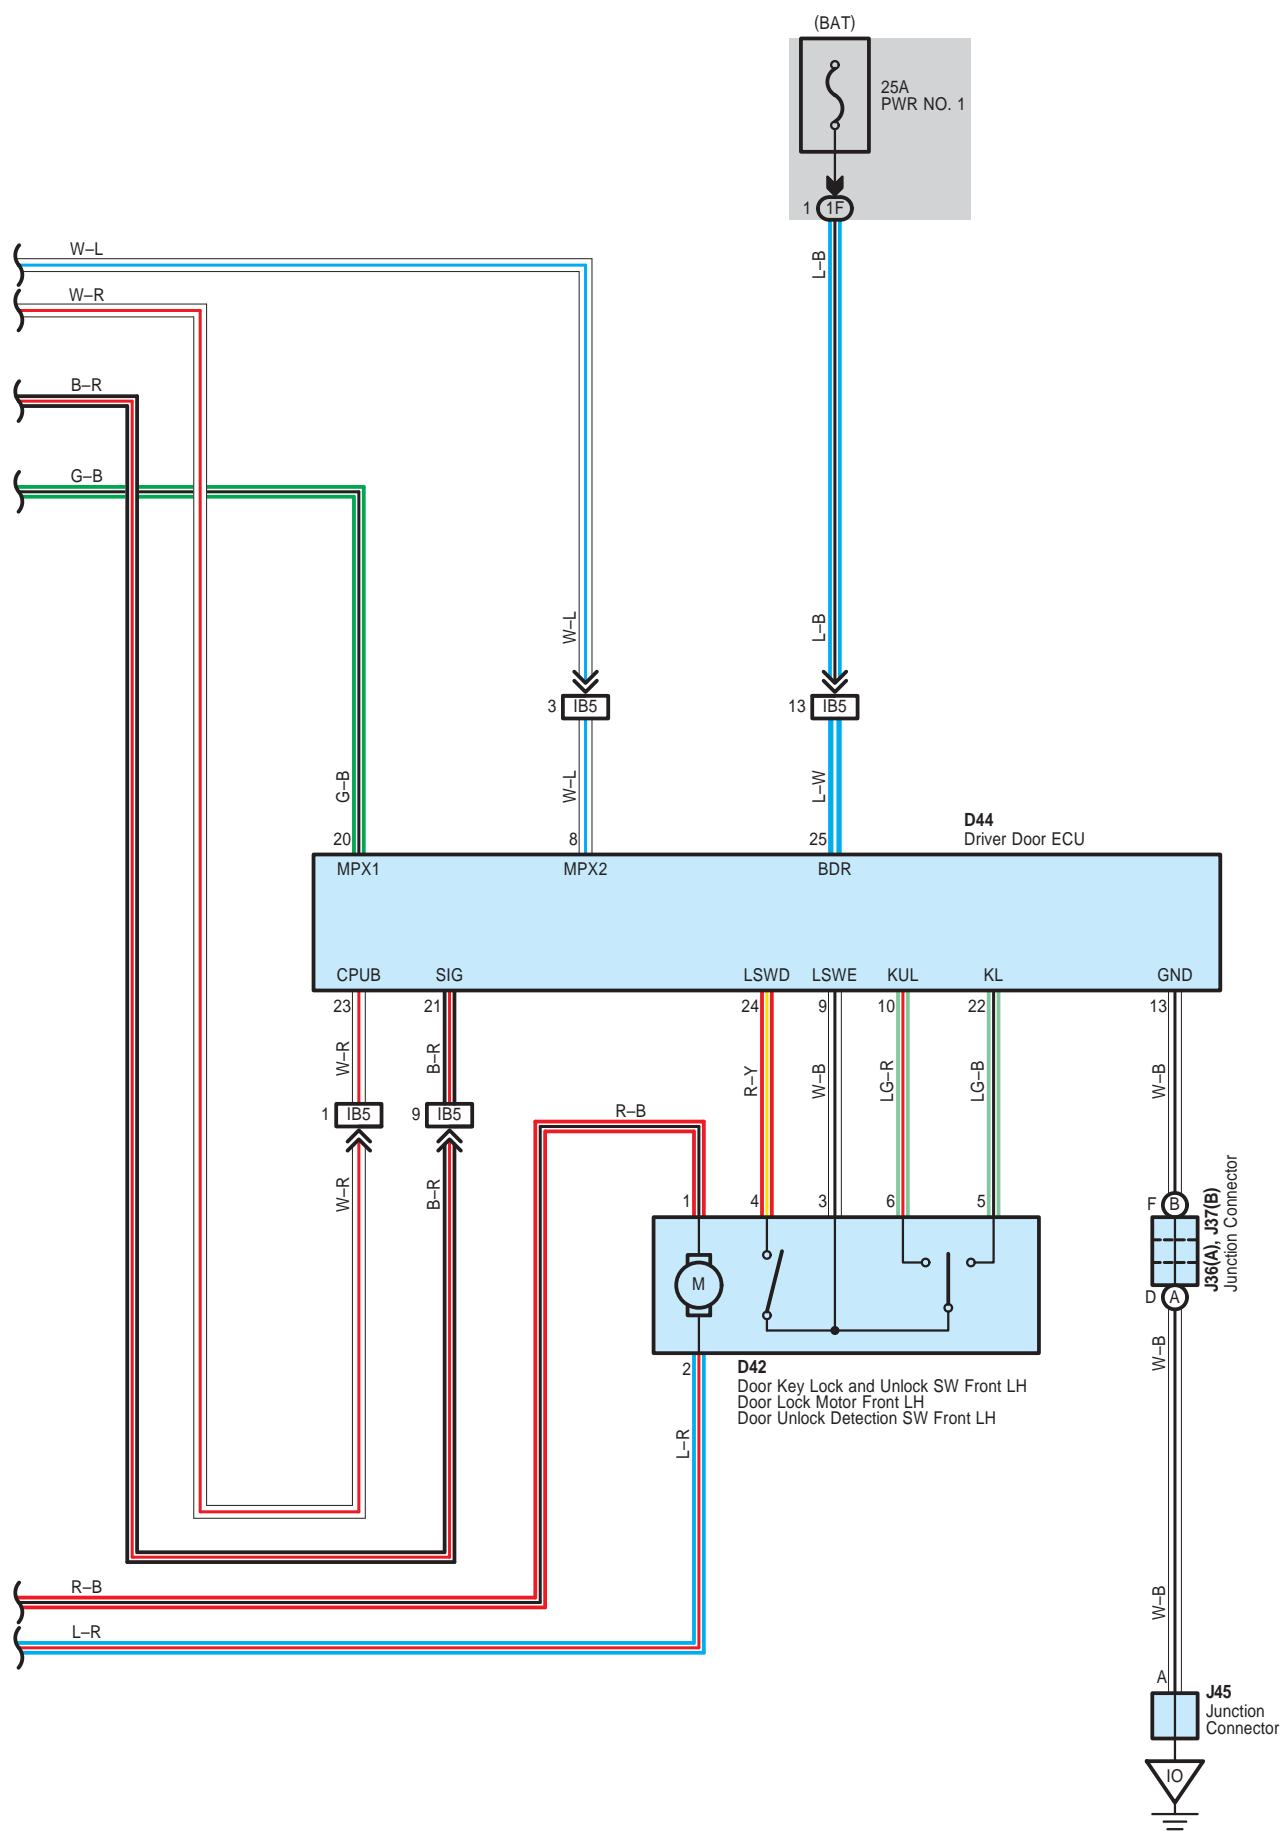 (BAT)
25A
PWR NO. 1
1 1F
W–L
L–B
W–R
B–R
G–B
W–L
L–B
3 IB5
13 IB5
G–B
W–L
L–W
D44
Driver Door ECU
20
8
25
MPX1
MPX2
BDR
CPUB
SIG
LSWD
LSWE
KUL
KL
GND
23
21
24
9
10
22
13
W–R
B–R
R–Y
W–B
LG–R
LG–B
W–B
1 IB5
9 IB5
R–B
W–R
B–R
1
4
3
6
5
F B
J36(A), J37(B)
Junction Connector
M
D A
W–B
2
D42
Door Key Lock and Unlock SW Front LH
Door Lock Motor Front LH
Door Unlock Detection SW Front LH
L–R
R–B
W–B
L–R
A
J45
Junction
Connector
IO